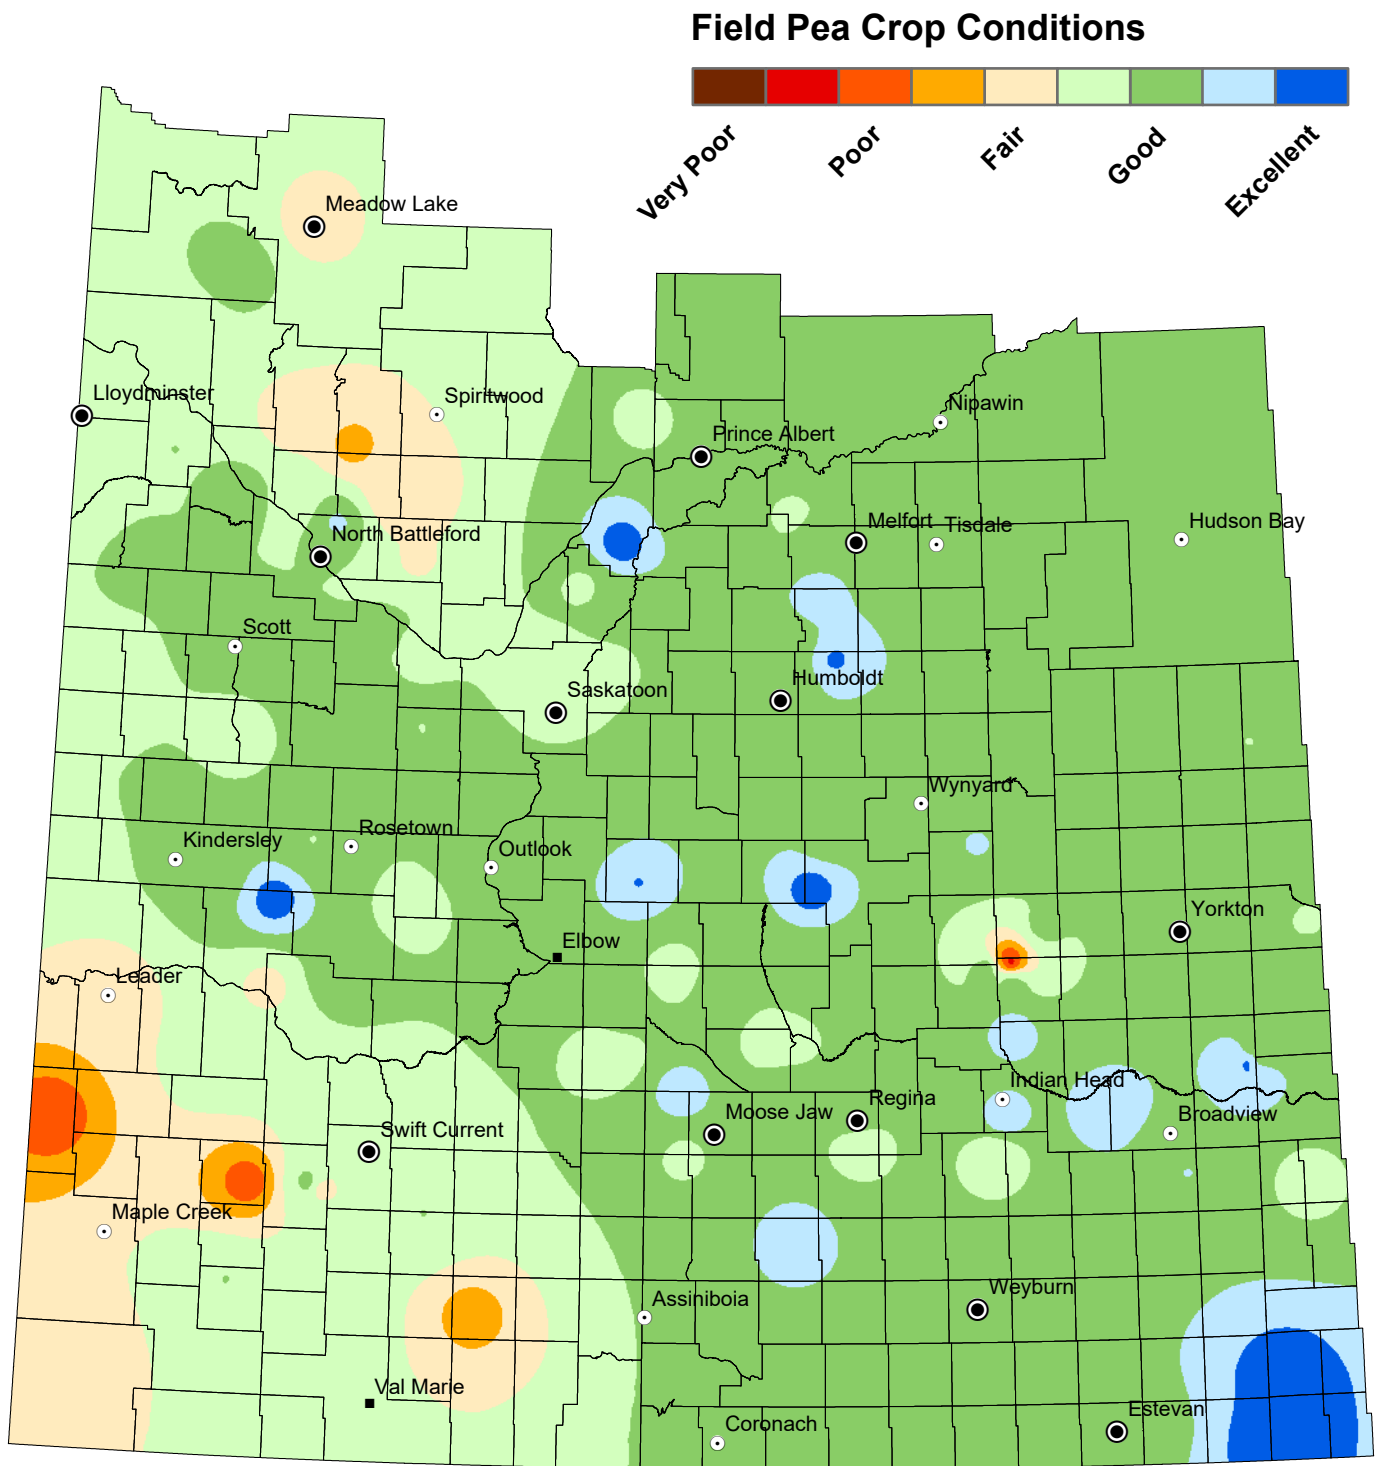 Field Pea Crop Conditions
Very Poor
Poor
Fair
Good
Excellent
Meadow Lake
Lloydminster
Spiritwood
Nipawin
Prince Albert
Melfort
Tisdale
Hudson Bay
North Battleford
Scott
Saskatoon
Humboldt
Wynyard
Kindersley
Rosetown
Outlook
Yorkton
Elbow
Leader
Indian Head
Regina
Moose Jaw
Broadview
Swift Current
Maple Creek
Weyburn
Assiniboia
Val Marie
Estevan
Coronach